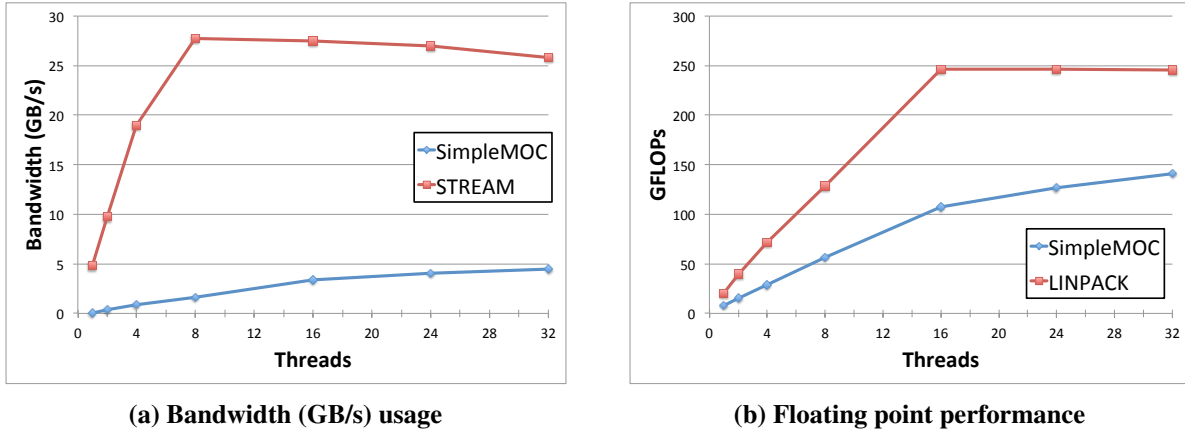 30
25
20
15
10
5
0
Bandwidth (GB/s)
0 4 8 12 16 20 24 28 32
Threads
SimpleMOC
STREAM
(a) Bandwidth (GB/s) usage
300
250
200
150
100
50
0
GFLOPs
0 4 8 12 16 20 24 28 32
Threads
SimpleMOC
LINPACK
(b) Floating point performance